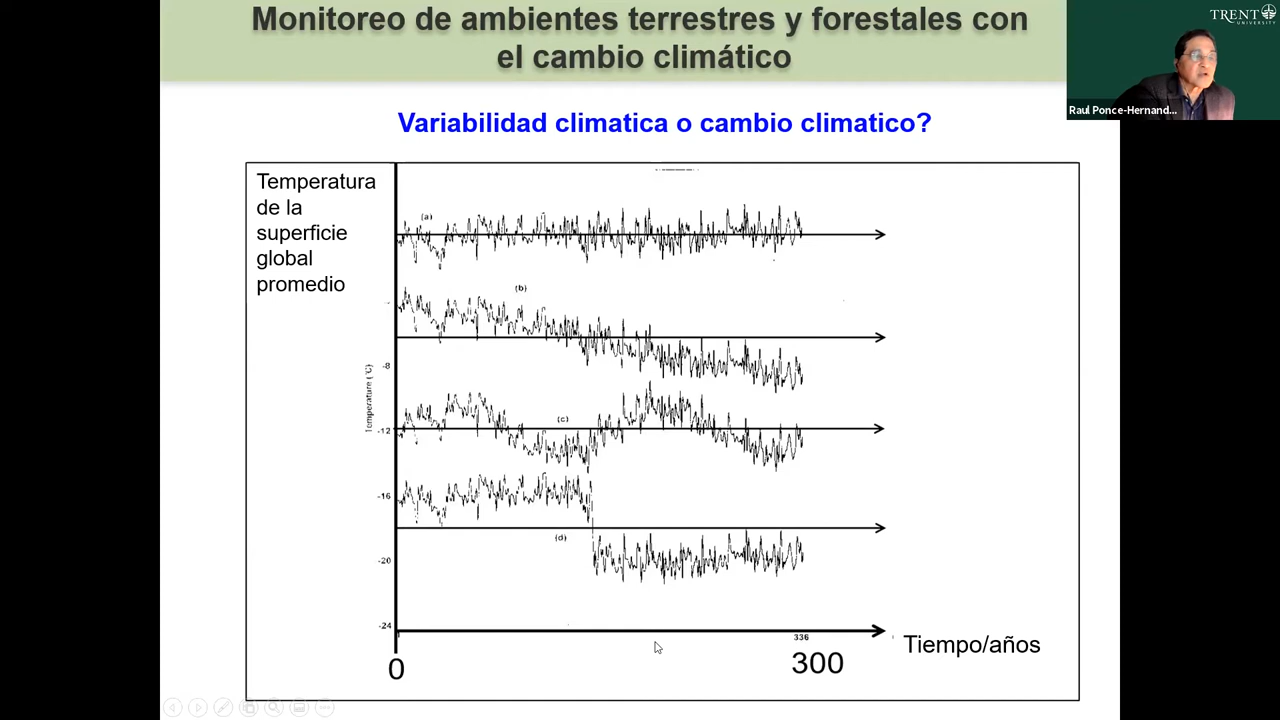 Monitoreo de ambientes terrestres y forestales con
el cambio climático
TRENT
UNIVERSITY
Raul Ponce-Hernand...
Variabilidad climatica o cambio climatico?
Temperatura
de la
superficie
global
promedio
(a)
(b)
-8
Temperature (°C)
(c)
-12
-16
(d)
-20
-24
336
0
300
Tiempo/años